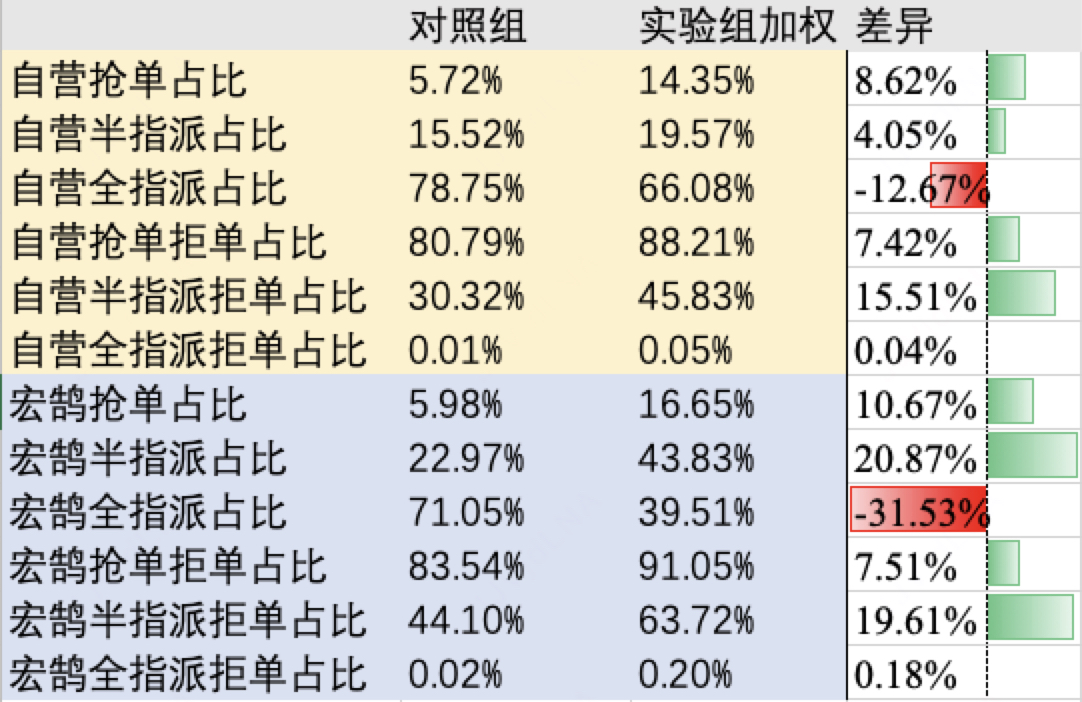 对照组 实验组加权 差异
自营抢单占比 5.72% 14.35% 8.62%
自营半指派占比 15.52% 19.57% 4.05%
自营全指派占比 78.75% 66.08% -12.67%
自营抢单拒单占比 80.79% 88.21% 7.42%
自营半指派拒单占比 30.32% 45.83% 15.51%
自营全指派拒单占比 0.01% 0.05% 0.04%
宏鹄抢单占比 5.98% 16.65% 10.67%
宏鹄半指派占比 22.97% 43.83% 20.87%
宏鹄全指派占比 71.05% 39.51% -31.53%
宏鹄抢单拒单占比 83.54% 91.05% 7.51%
宏鹄半指派拒单占比 44.10% 63.72% 19.61%
宏鹄全指派拒单占比 0.02% 0.20% 0.18%